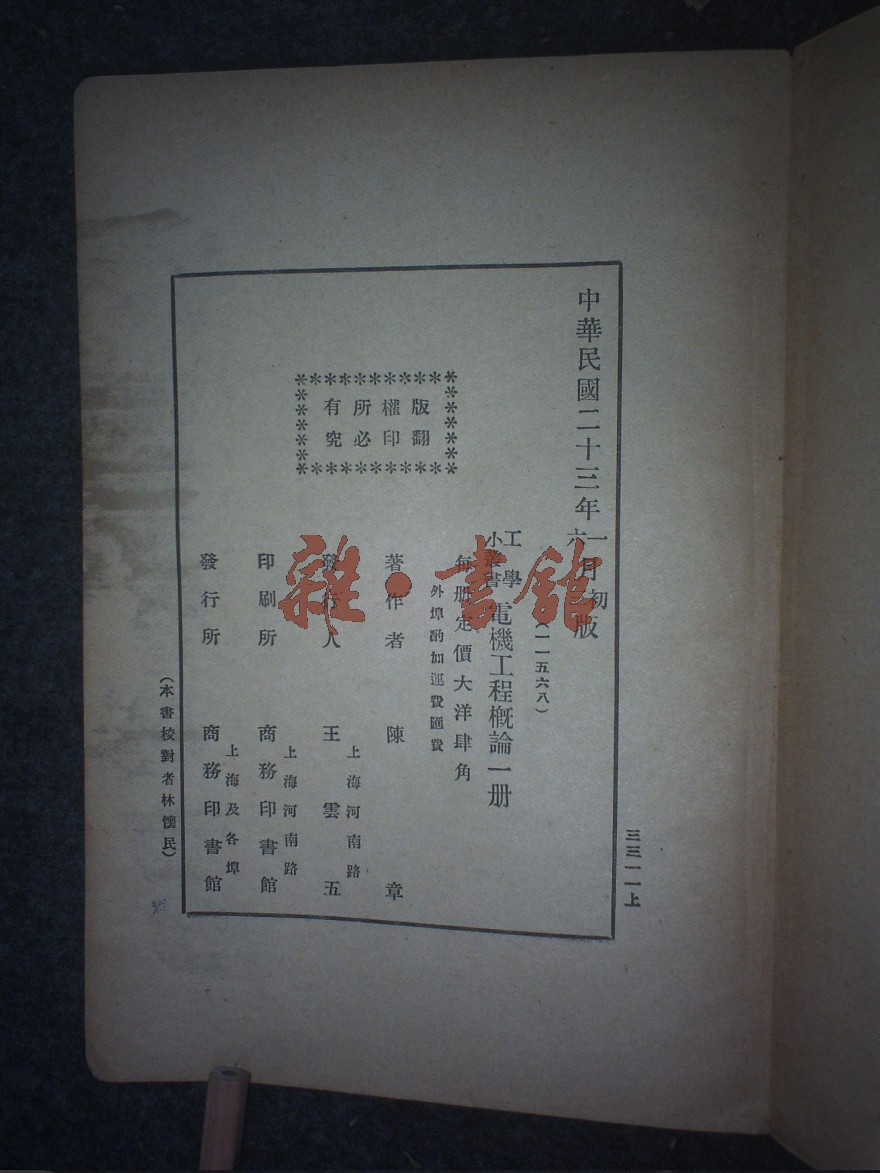 三三一一上
中華民國二十三年
一月初版
六
(一一五六八)
工學
小叢書
電機工程概論一册
每册定價大洋肆角
外埠酌加運費匯費
版權所有
翻印必究
著作者 陳章
上海河南路
發行人 王雲五
上海河南路
印刷所 商務印書館
上海及各埠
發行所 商務印書館
(本書校對者林懷民)
雜·書館